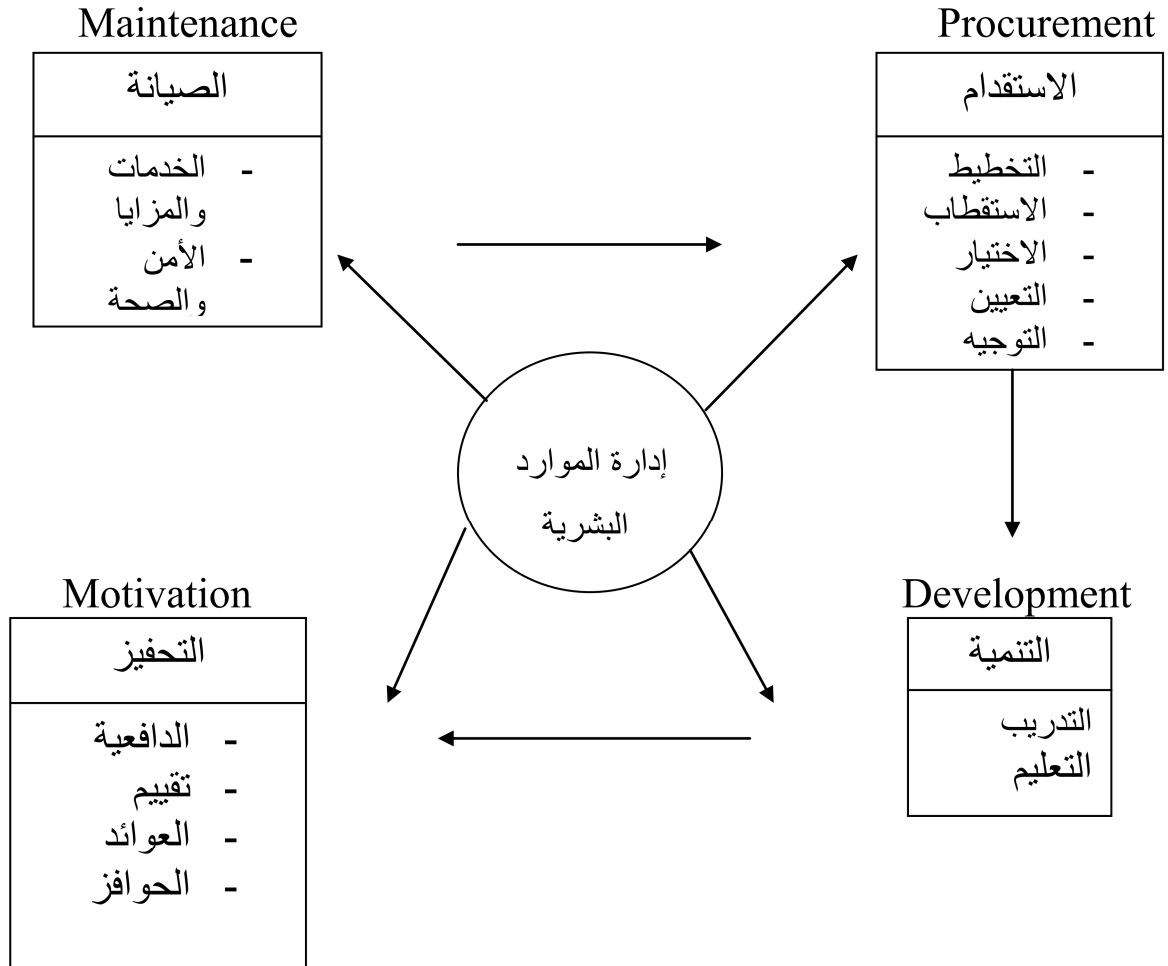 Maintenance
الصيانة
- الخدمات
والمزايا
- الأمن
والصحة
Procurement
الاستقدام
- التخطيط
- الاستقطاب
- الاختيار
- التعيين
- التوجيه
إدارة الموارد
البشرية
Motivation
التحفيز
- الدافعية
- تقييم
- العوائد
- الحوافز
Development
التنمية
التدريب
التعليم